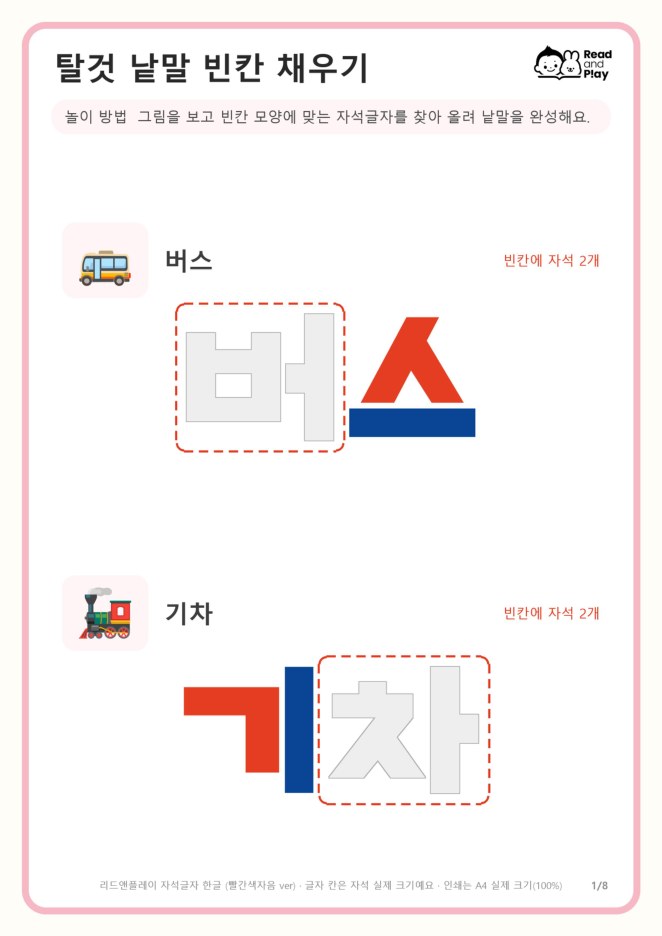 탈것 낱말 빈칸 채우기
Read
and
Play
놀이 방법 그림을 보고 빈칸 모양에 맞는 자석글자를 찾아 올려 낱말을 완성해요.
버스
빈칸에 자석 2개
버스
기차
빈칸에 자석 2개
기차
리드앤플레이 자석글자 한글 (빨간색자음 ver) · 글자 칸은 자석 실제 크기예요 · 인쇄는 A4 실제 크기(100%)
1/8